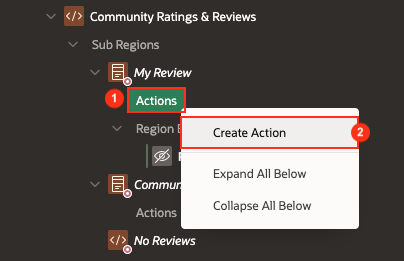 Community Ratings & Reviews
Sub Regions
My Review
1 Actions
Create Action 2
Region
Expand All Below
Commun
Collapse All Below
Actions
No Reviews